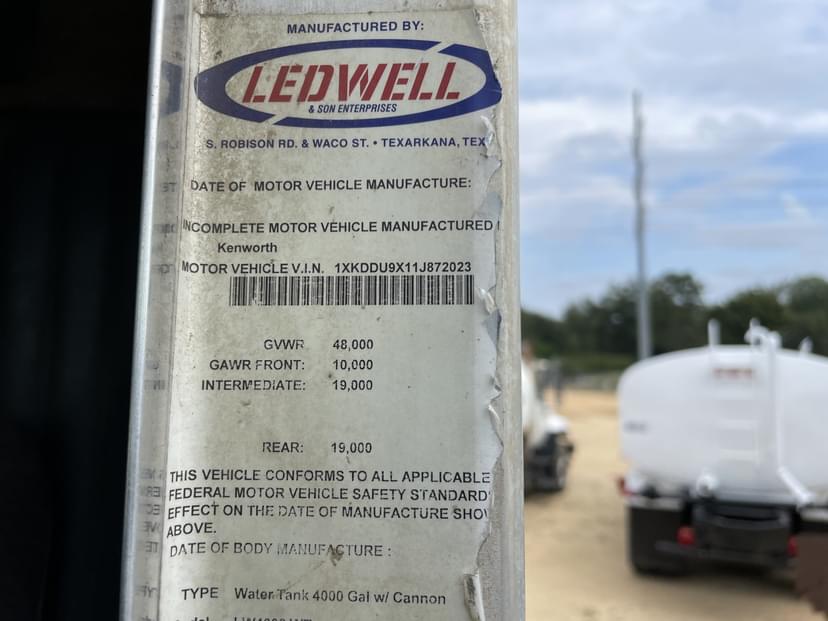 MANUFACTURED BY:
LEDWELL
& SON ENTERPRISES
S. ROBISON RD. & WACO ST. • TEXARKANA, TEX
DATE OF MOTOR VEHICLE MANUFACTURE:
INCOMPLETE MOTOR VEHICLE MANUFACTURED
Kenworth
MOTOR VEHICLE V.I.N. 1XKDDU9X11J872023
GVWR 48,000
GAWR FRONT: 10,000
INTERMEDIATE: 19,000
REAR: 19,000
THIS VEHICLE CONFORMS TO ALL APPLICABLE
FEDERAL MOTOR VEHICLE SAFETY STANDARD
EFFECT ON THE DATE OF MANUFACTURE SHO
ABOVE.
DATE OF BODY MANUFACTURE :
TYPE Water Tank 4000 Gal w/ Cannon